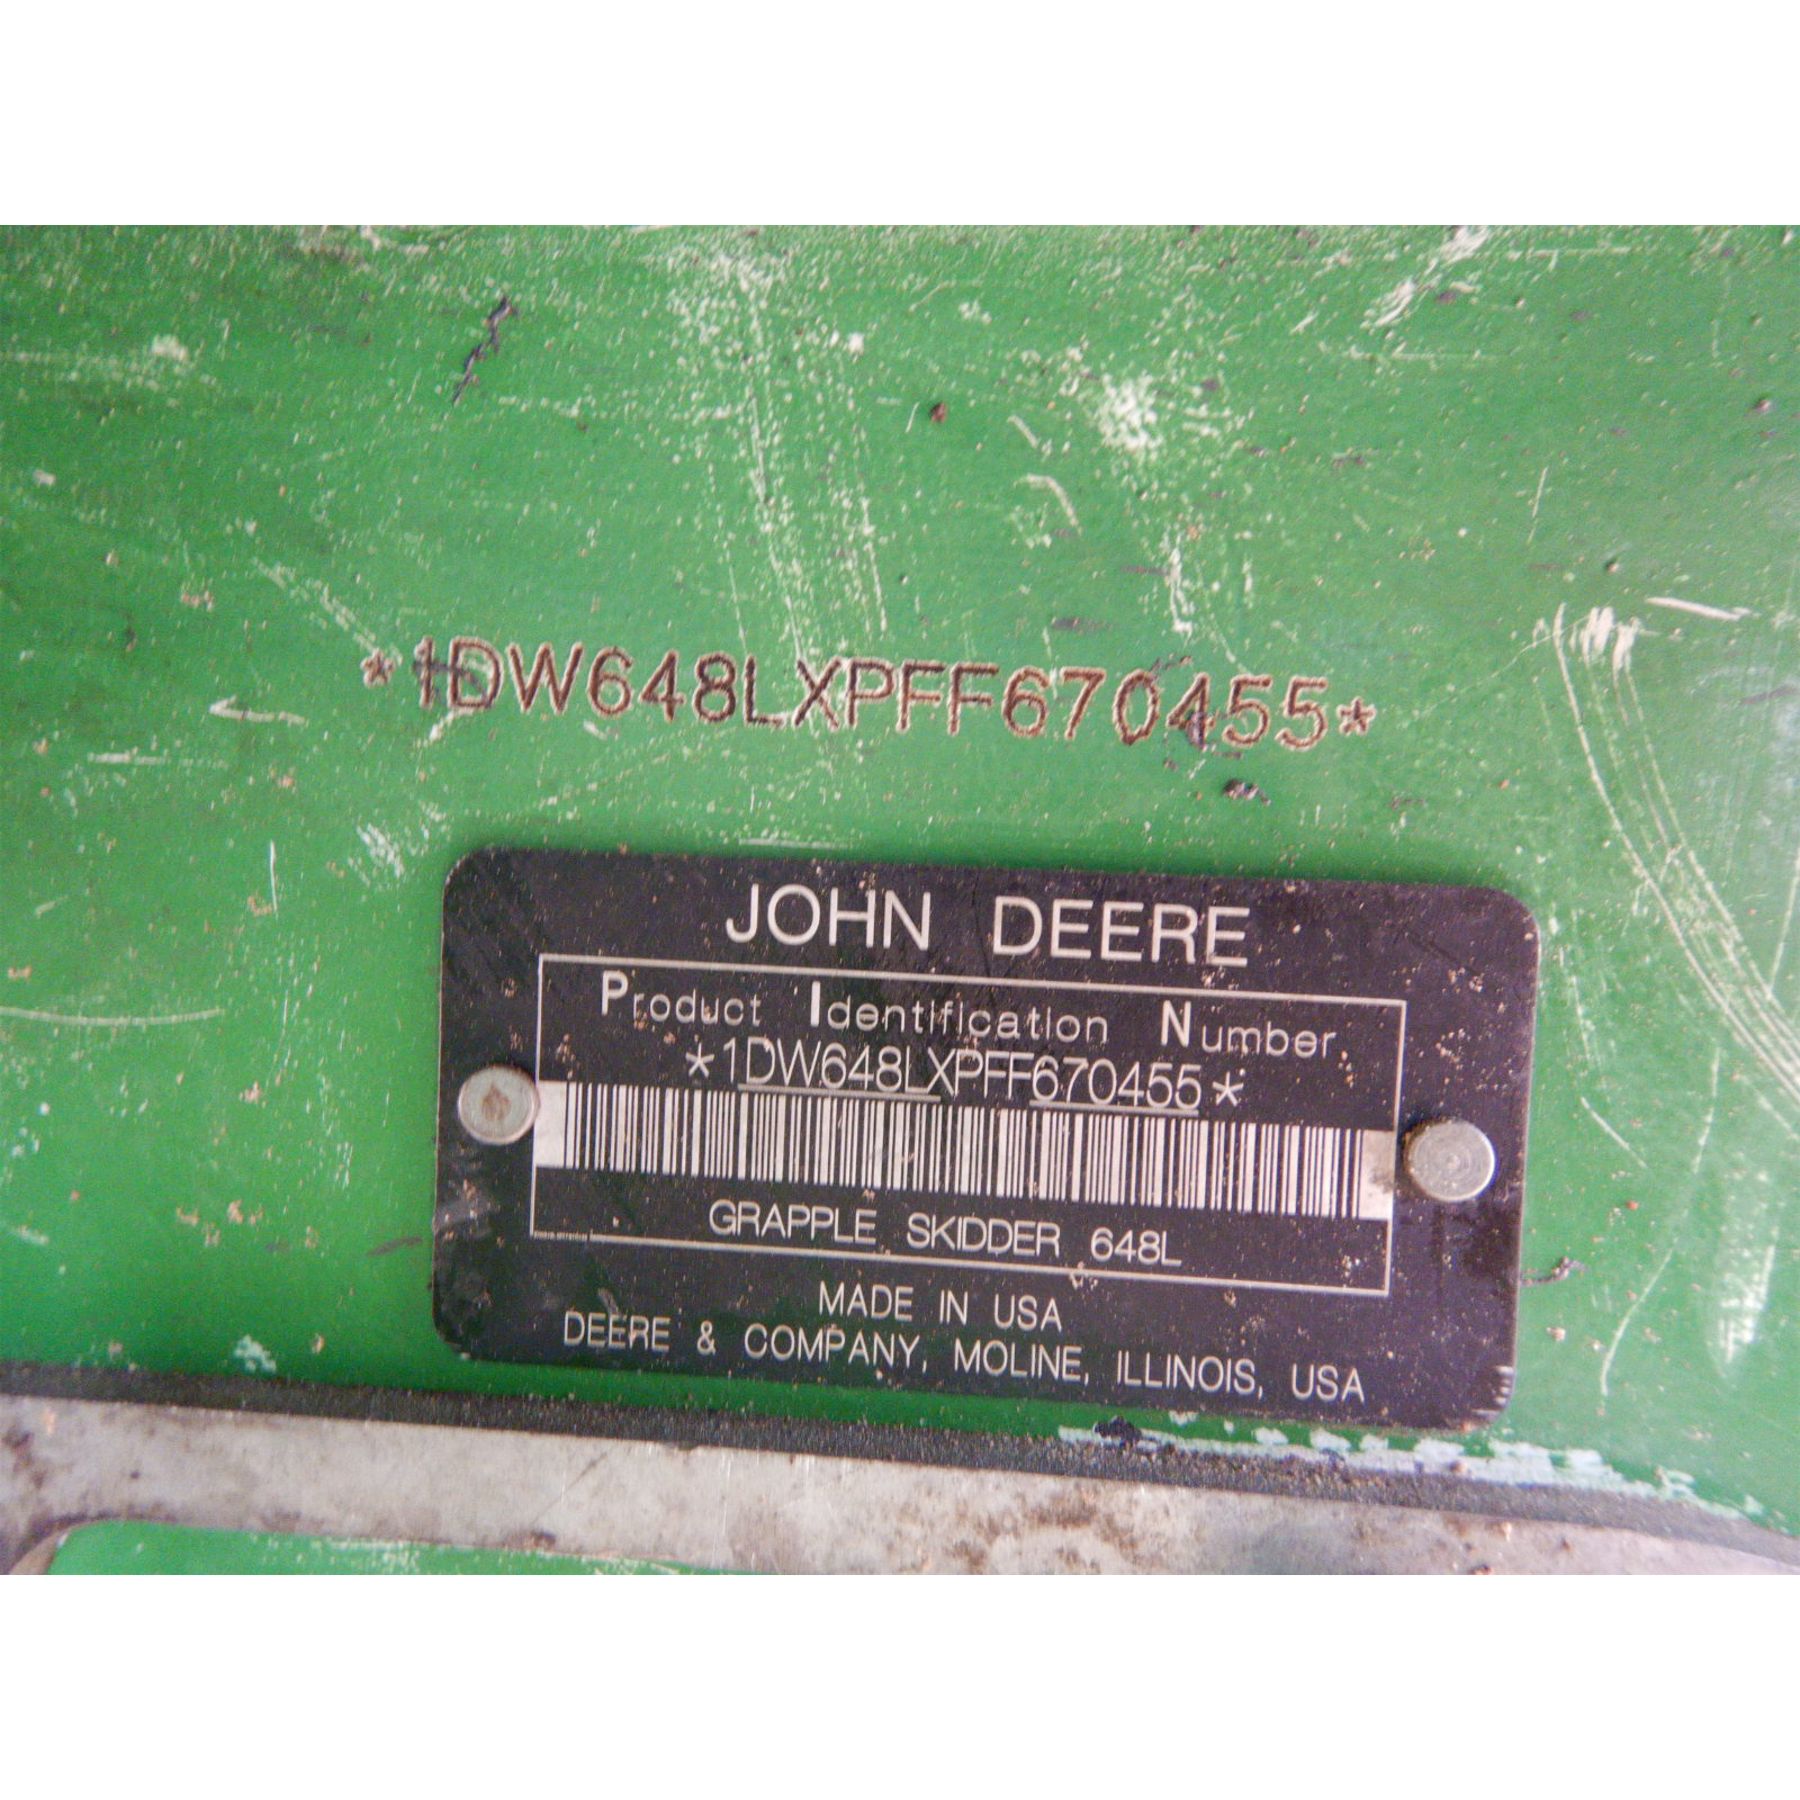 *1DW648LXPFF670455*
JOHN DEERE
Product Identification Number
*1DW648LXPFF670455*
GRAPPLE SKIDDER 648L
MADE IN USA
DEERE & COMPANY, MOLINE, ILLINOIS, USA